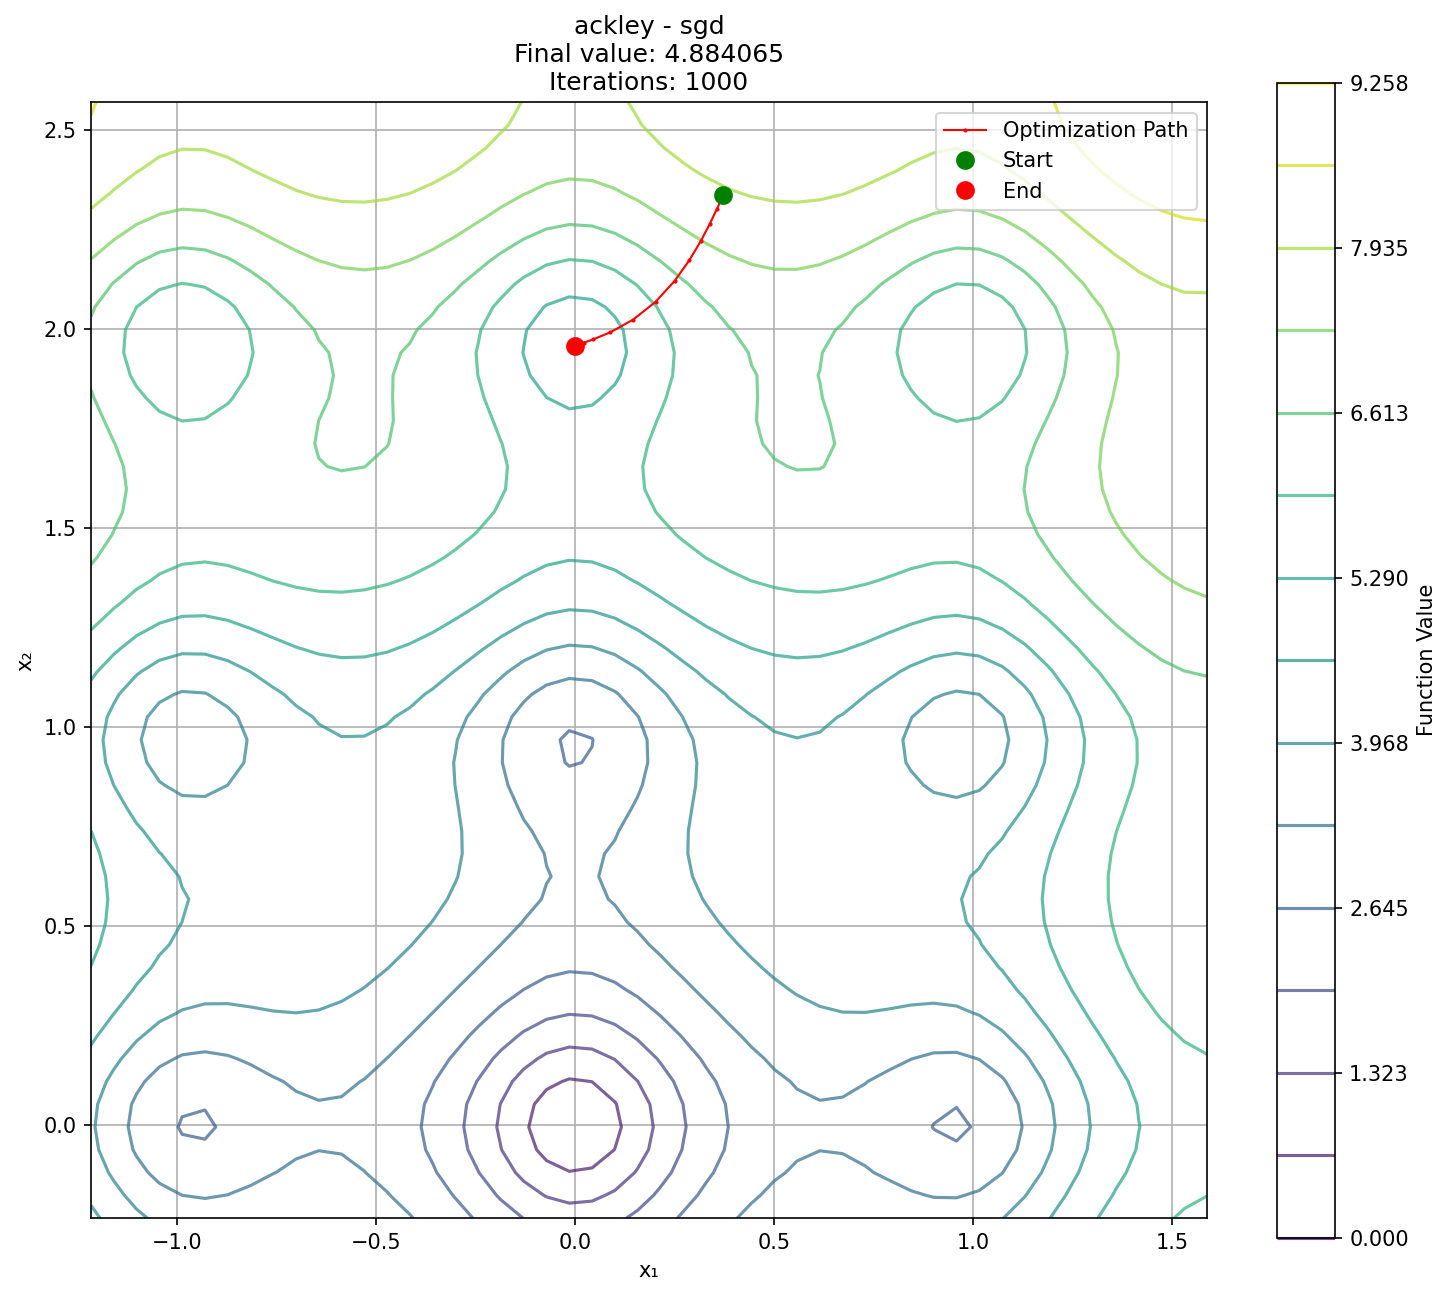 ackley - sgd
Final value: 4.884065
Iterations: 1000
Optimization Path
Start
End
2.5
2.0
1.5
1.0
0.5
0.0
x₂
−1.0
−0.5
0.0
0.5
1.0
1.5
x₁
9.258
7.935
6.613
5.290
3.968
2.645
1.323
0.000
Function Value